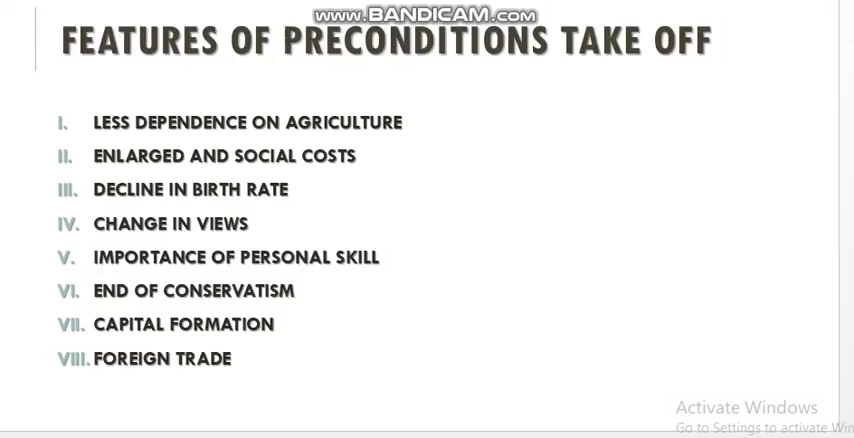 www.BANDICAM.com
FEATURES OF PRECONDITIONS TAKE OFF
I. LESS DEPENDENCE ON AGRICULTURE
II. ENLARGED AND SOCIAL COSTS
III. DECLINE IN BIRTH RATE
IV. CHANGE IN VIEWS
V. IMPORTANCE OF PERSONAL SKILL
VI. END OF CONSERVATISM
VII. CAPITAL FORMATION
VIII. FOREIGN TRADE
Activate Windows
Go to Settings to activate Win